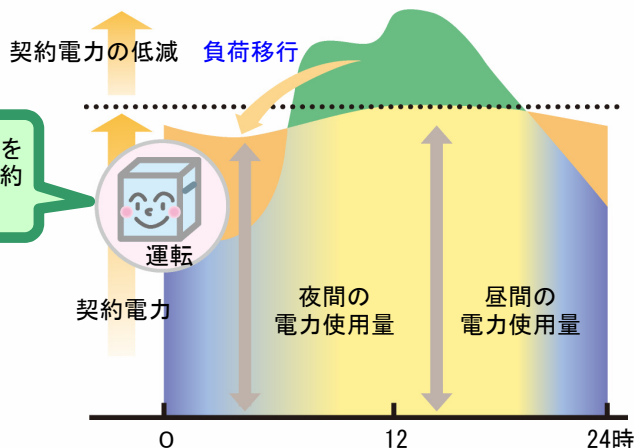 契約電力の低減 負荷移行
を
約
運転
契約電力
夜間の
電力使用量
昼間の
電力使用量
0 12 24時